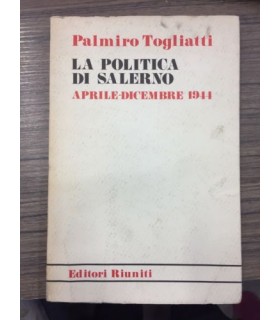 Palmiro Togliatti
LA POLITICA
DI SALERNO
APRILE-DICEMBRE 1944
Editori Riuniti